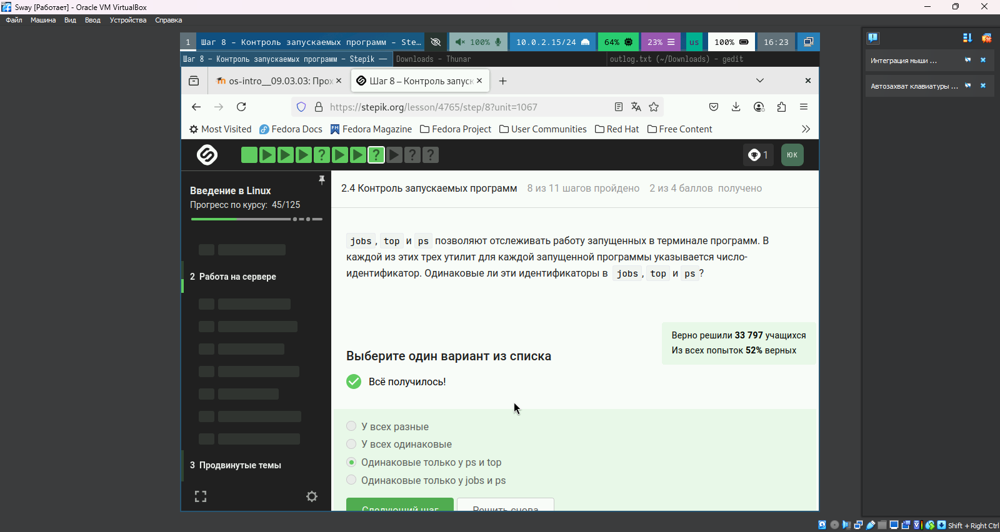 Sway [Работает] - Oracle VM VirtualBox
Файл Машина Вид Ввод Устройства Справка
1 Шаг 8 – Контроль запускаемых программ – Ste… 100% 10.0.2.15/24 64% 23% us 100% 16:23
Шаг 8 – Контроль запускаемых программ – Stepik — Downloads – Thunar outlog.txt (~/Downloads) – gedit
os-intro__09.03.03: Прох Шаг 8 – Контроль запуск
https://stepik.org/lesson/4765/step/8?unit=1067
Most Visited Fedora Docs Fedora Magazine Fedora Project User Communities Red Hat Free Content
1 ЮК
Введение в Linux
Прогресс по курсу: 45/125
2 Работа на сервере
3 Продвинутые темы
2.4 Контроль запускаемых программ 8 из 11 шагов пройдено 2 из 4 баллов получено
jobs, top и ps позволяют отслеживать работу запущенных в терминале программ. В
каждой из этих трех утилит для каждой запущенной программы указывается число-
идентификатор. Одинаковые ли эти идентификаторы в jobs, top и ps?
Верно решили 33 797 учащихся
Из всех попыток 52% верных
Выберите один вариант из списка
Всё получилось!
У всех разные
У всех одинаковые
Одинаковые только у ps и top
Одинаковые только у jobs и ps
Следующий шаг Решить снова
Интеграция мыши ...
Автозахват клавиатуры ...
Shift + Right Ctrl